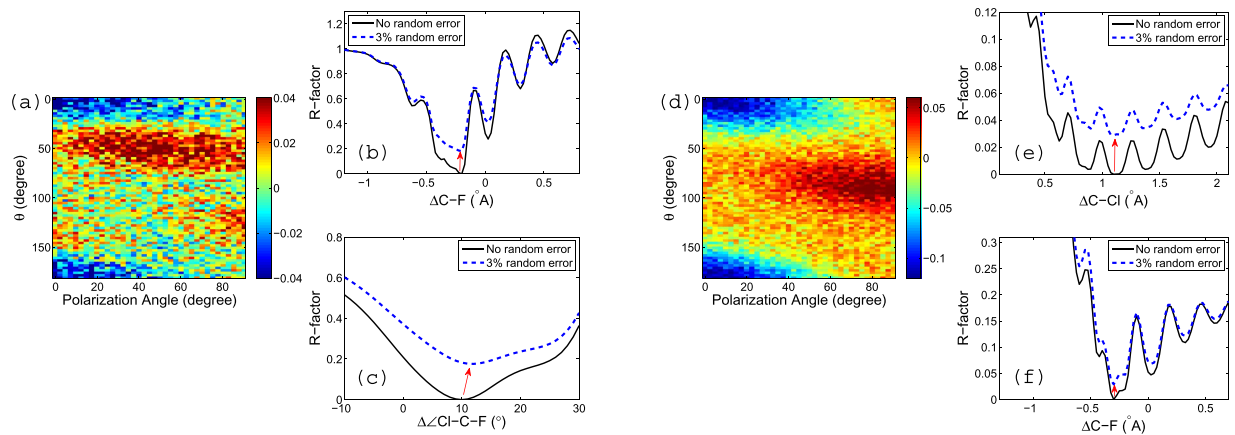 (a)
0
50
100
150
θ (degree)
0 20 40 60 80
Polarization Angle (degree)
0.04
0.02
0
−0.02
−0.04
R−factor
1.2
1
0.8
0.6
0.4
0.2
0
No random error
3% random error
(b)
−1 −0.5 0 0.5
ΔC−F (°A)
R−factor
0.8
0.6
0.4
0.2
0
No random error
3% random error
(c)
−10 0 10 20 30
Δ∠Cl−C−F (°)
(d)
0
50
100
150
θ (degree)
0 20 40 60 80
Polarization Angle (degree)
0.05
0
−0.05
−0.1
R−factor
0.12
0.1
0.08
0.06
0.04
0.02
0
No random error
3% random error
(e)
0.5 1 1.5 2
ΔC−Cl (°A)
R−factor
0.3
0.25
0.2
0.15
0.1
0.05
0
No random error
3% random error
(f)
−1 −0.5 0 0.5
ΔC−F (°A)